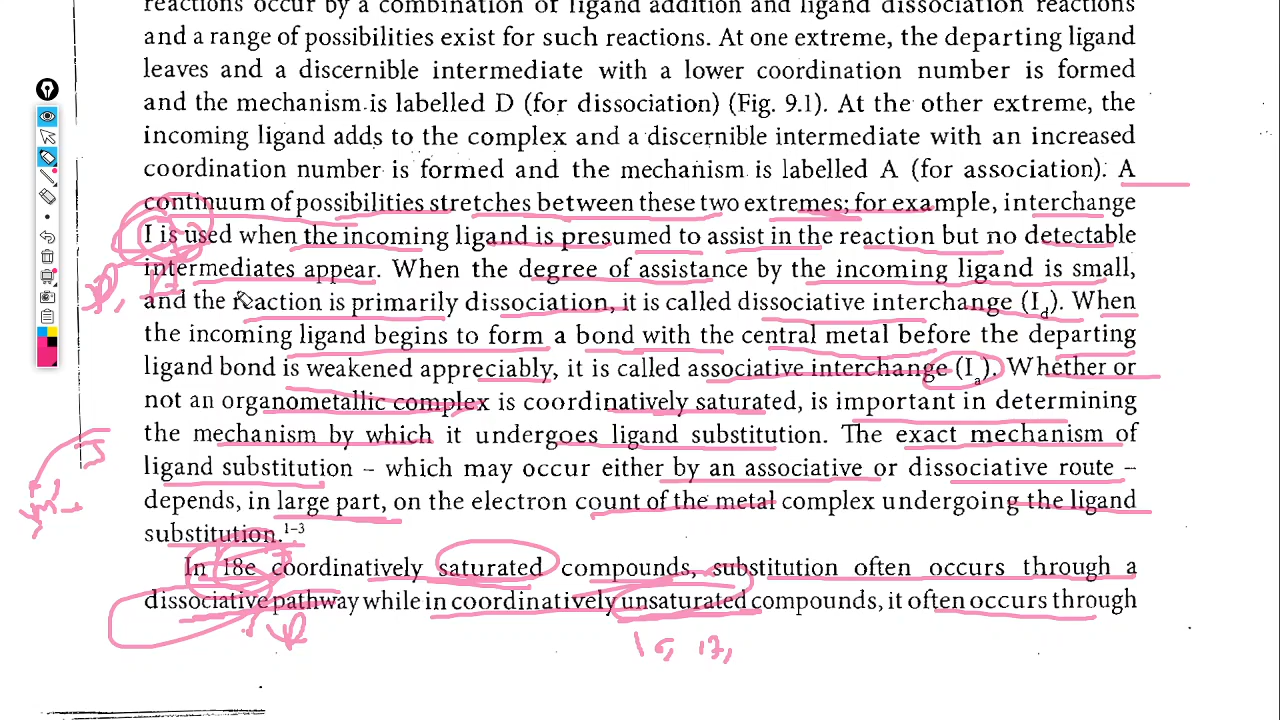 reactions occur by a combination of ligand addition and ligand dissociation reactions
and a range of possibilities exist for such reactions. At one extreme, the departing ligand
leaves and a discernible intermediate with a lower coordination number is formed
and the mechanism is labelled D (for dissociation) (Fig. 9.1). At the other extreme, the
incoming ligand adds to the complex and a discernible intermediate with an increased
coordination number is formed and the mechanism is labelled A (for association). A
continuum of possibilities stretches between these two extremes; for example, interchange
I is used when the incoming ligand is presumed to assist in the reaction but no detectable
intermediates appear. When the degree of assistance by the incoming ligand is small,
and the reaction is primarily dissociation, it is called dissociative interchange (Id). When
the incoming ligand begins to form a bond with the central metal before the departing
ligand bond is weakened appreciably, it is called associative interchange (Ia). Whether or
not an organometallic complex is coordinatively saturated, is important in determining
the mechanism by which it undergoes ligand substitution. The exact mechanism of
ligand substitution – which may occur either by an associative or dissociative route –
depends, in large part, on the electron count of the metal complex undergoing the ligand
substitution.1–3
In 18e coordinatively saturated compounds, substitution often occurs through a
dissociative pathway while in coordinatively unsaturated compounds, it often occurs through
16, 17,